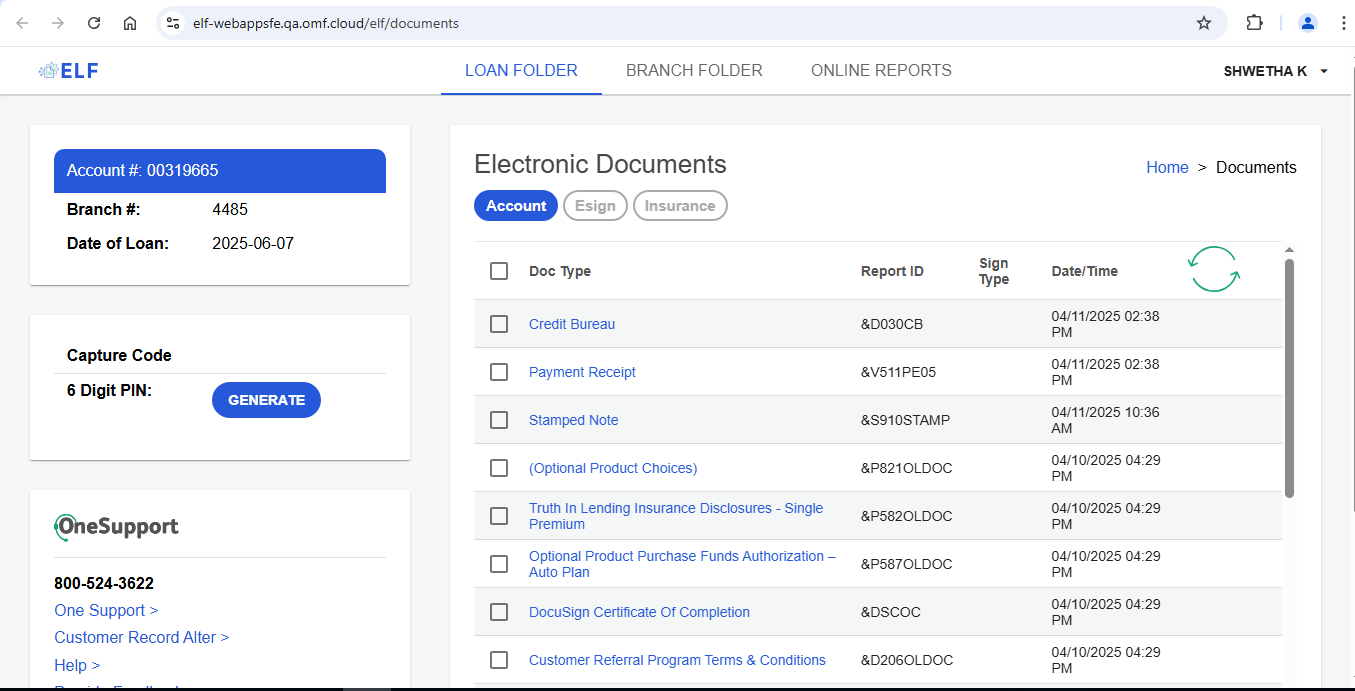 elf-webappsfe.qa.omf.cloud/elf/documents
ELF
LOAN FOLDER
BRANCH FOLDER
ONLINE REPORTS
SHWETHA K
Account #: 00319665
Branch #: 4485
Date of Loan: 2025-06-07
Capture Code
6 Digit PIN:
GENERATE
OneSupport
800-524-3622
One Support >
Customer Record Alter >
Help >
Electronic Documents
Home > Documents
Account
Esign
Insurance
Doc Type Report ID Sign Type Date/Time
Credit Bureau &D030CB 04/11/2025 02:38 PM
Payment Receipt &V511PE05 04/11/2025 02:38 PM
Stamped Note &S910STAMP 04/11/2025 10:36 AM
(Optional Product Choices) &P821OLDOC 04/10/2025 04:29 PM
Truth In Lending Insurance Disclosures - Single Premium &P582OLDOC 04/10/2025 04:29 PM
Optional Product Purchase Funds Authorization – Auto Plan &P587OLDOC 04/10/2025 04:29 PM
DocuSign Certificate Of Completion &DSCOC 04/10/2025 04:29 PM
Customer Referral Program Terms & Conditions &D206OLDOC 04/10/2025 04:29 PM